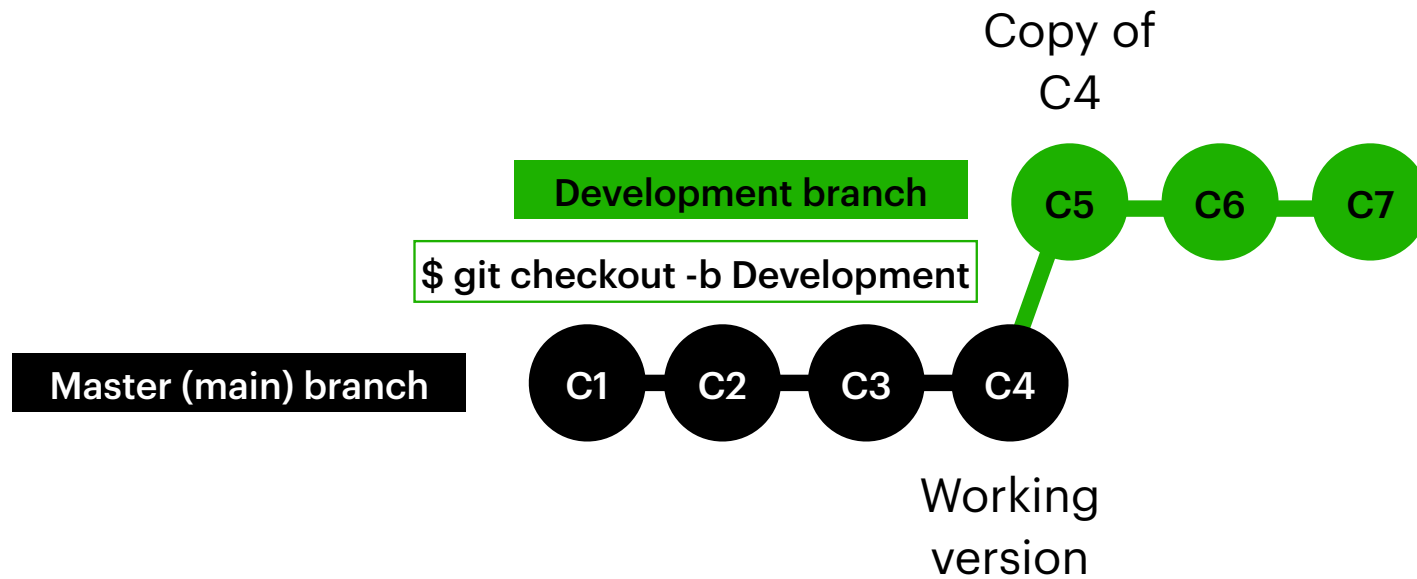 Copy of
C4
Development branch
C5
C6
C7
$ git checkout -b Development
Master (main) branch
C1
C2
C3
C4
Working
version